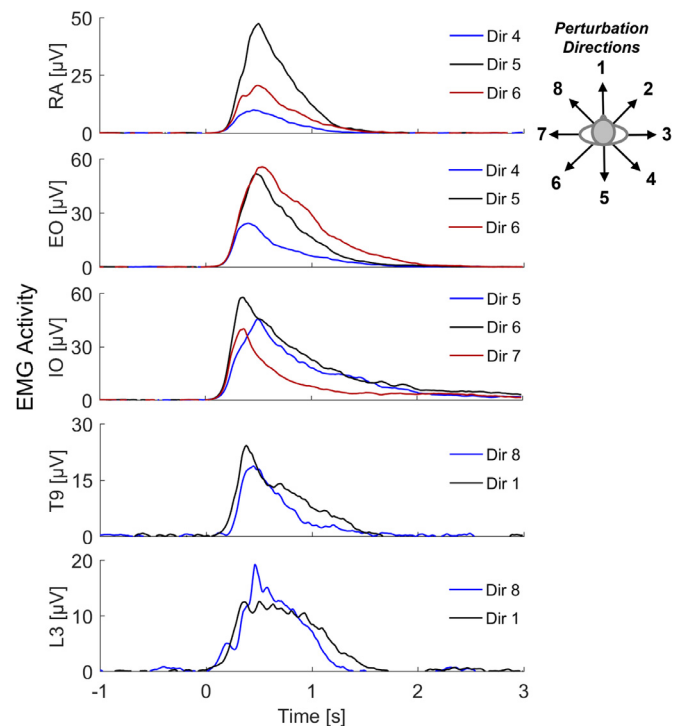 50
25
0
RA [µV]
Dir 4
Dir 5
Dir 6
Perturbation
Directions
1
8
2
7
3
6
4
5
60
30
0
EO [µV]
Dir 4
Dir 5
Dir 6
EMG Activity
60
30
0
IO [µV]
Dir 5
Dir 6
Dir 7
30
15
0
T9 [µV]
Dir 8
Dir 1
20
10
0
L3 [µV]
Dir 8
Dir 1
-1
0
1
2
3
Time [s]